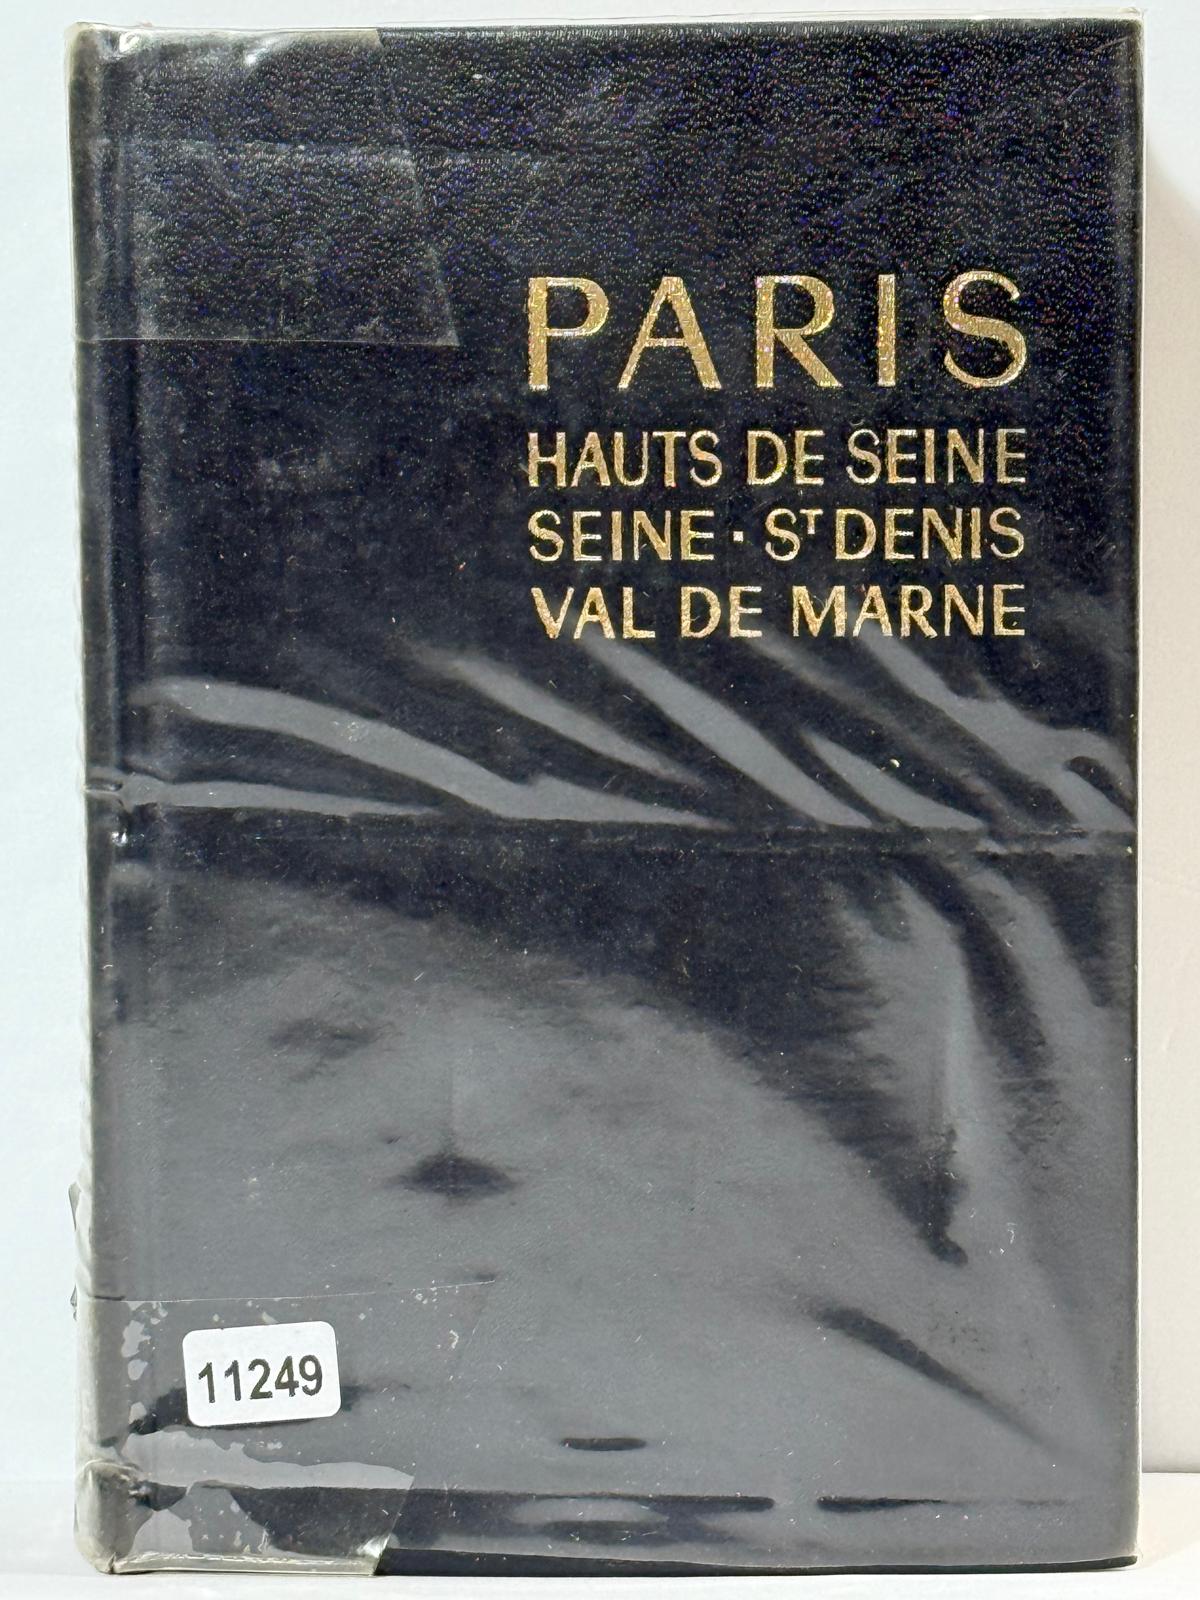 PARIS
HAUTS DE SEINE
SEINE · ST DENIS
VAL DE MARNE
11249